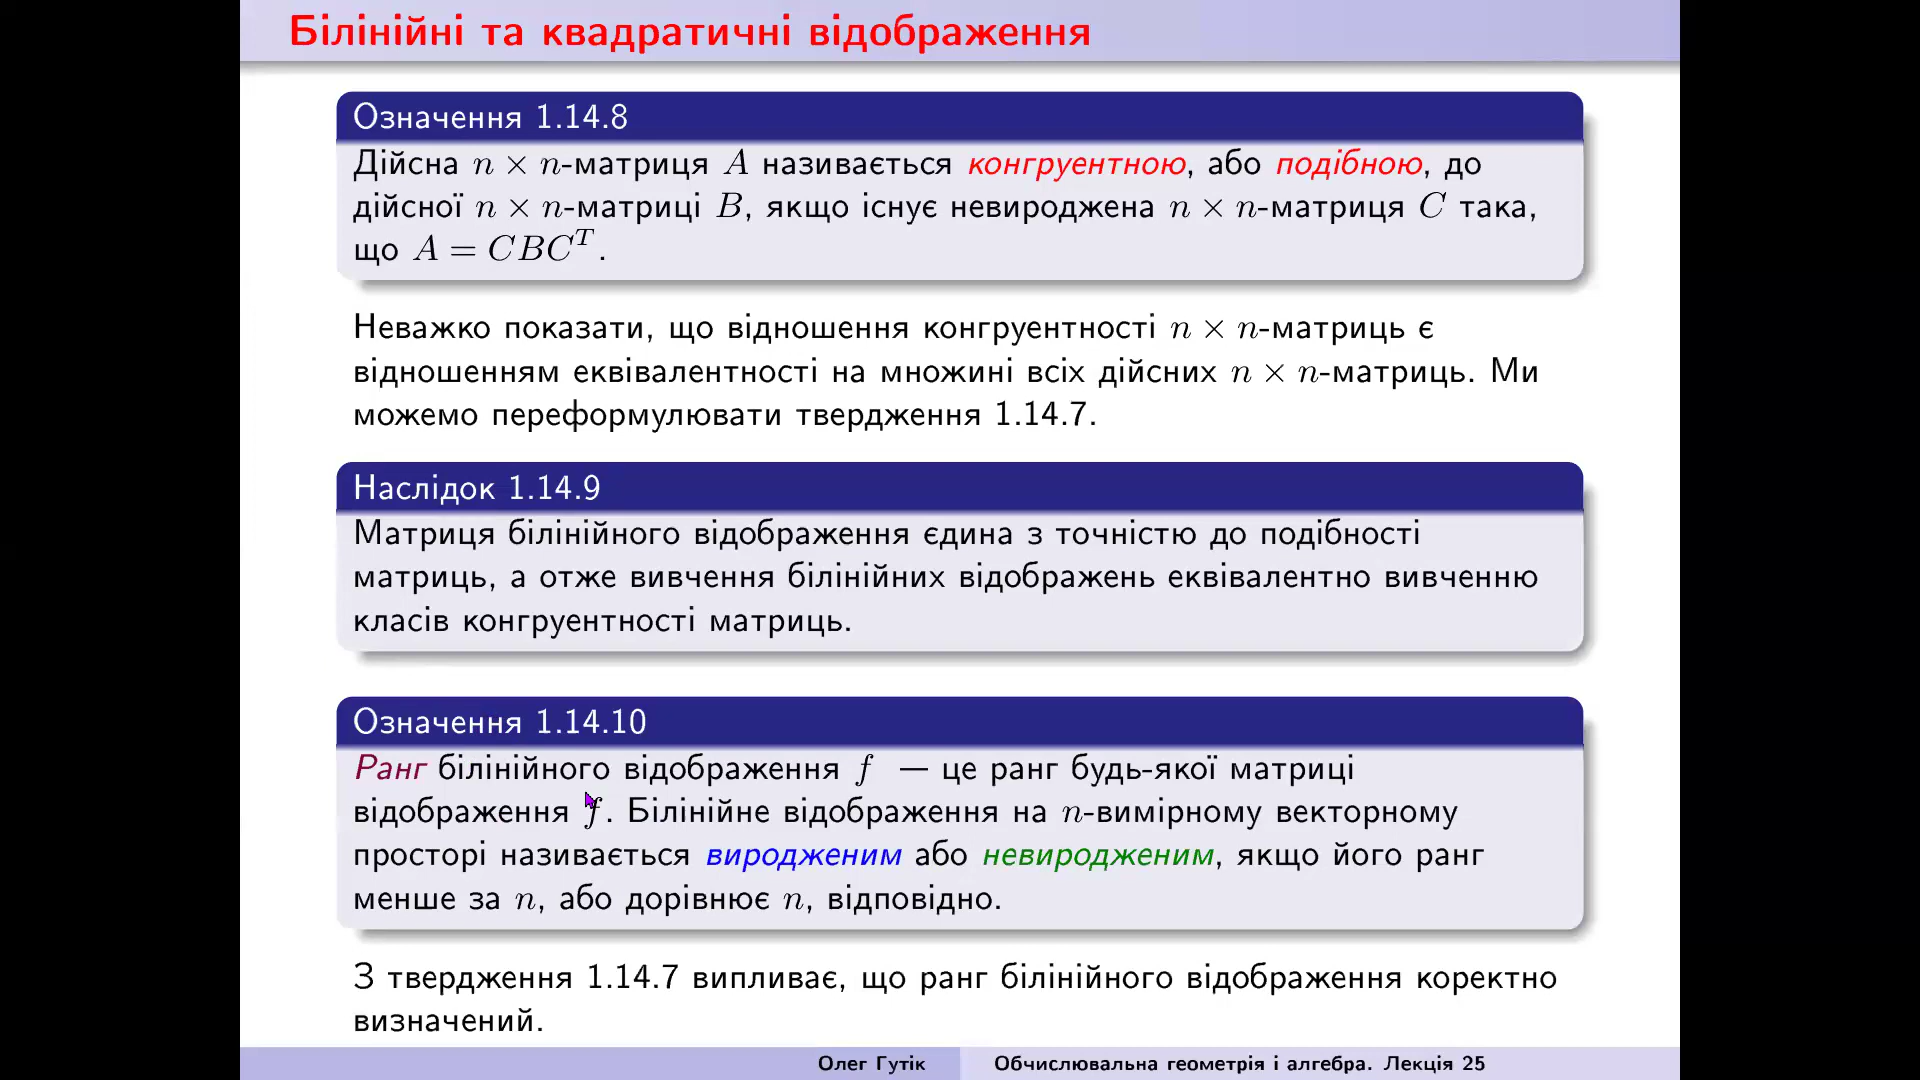 Білінійні та квадратичні відображення
Означення 1.14.8
Дійсна n × n-матриця A називається конгруентною, або подібною, до
дійсної n × n-матриці B, якщо існує невироджена n × n-матриця C така,
що A = CBC^T.
Неважко показати, що відношення конгруентності n × n-матриць є
відношенням еквівалентності на множині всіх дійсних n × n-матриць. Ми
можемо переформулювати твердження 1.14.7.
Наслідок 1.14.9
Матриця білінійного відображення єдина з точністю до подібності
матриць, а отже вивчення білінійних відображень еквівалентно вивченню
класів конгруентності матриць.
Означення 1.14.10
Ранг білінійного відображення f — це ранг будь-якої матриці
відображення f. Білінійне відображення на n-вимірному векторному
просторі називається виродженим або невиродженим, якщо його ранг
менше за n, або дорівнює n, відповідно.
З твердження 1.14.7 випливає, що ранг білінійного відображення коректно
визначений.
Олег Гутік Обчислювальна геометрія і алгебра. Лекція 25